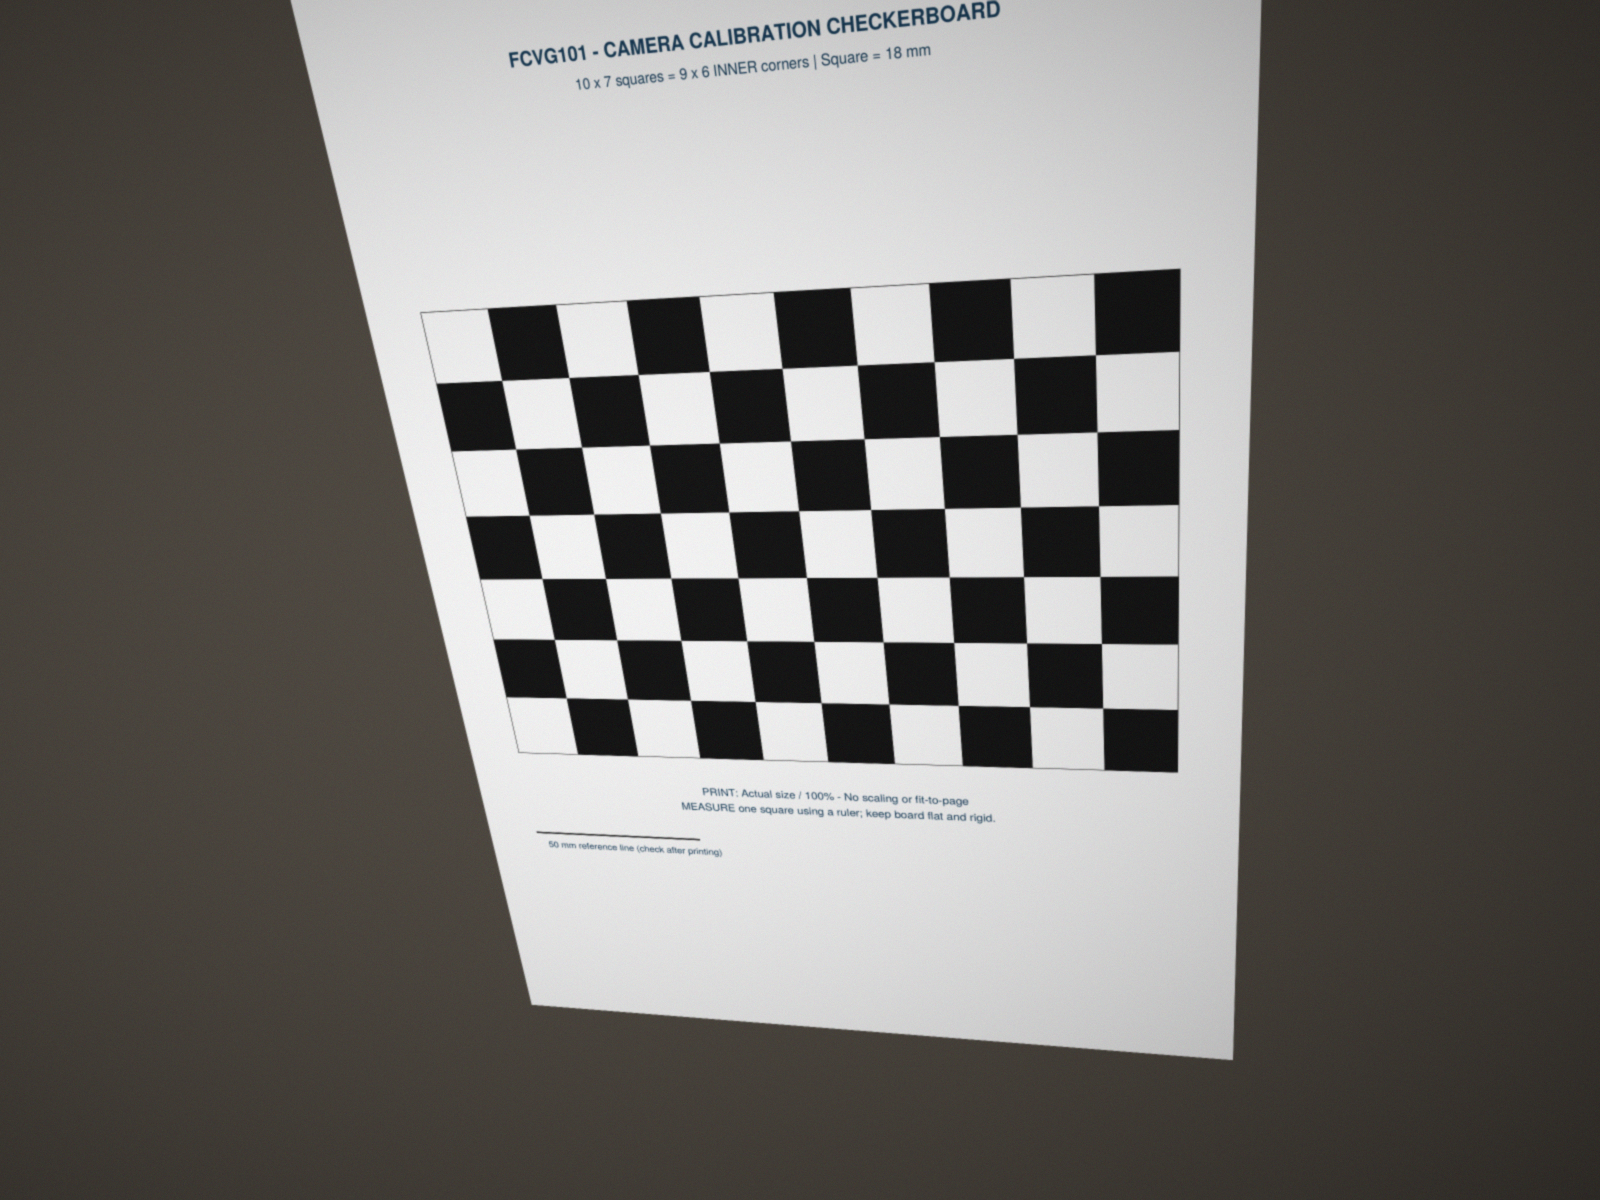 FCVG101 - CAMERA CALIBRATION CHECKERBOARD
10 x 7 squares = 9 x 6 INNER corners | Square = 18 mm
PRINT: Actual size / 100% - No scaling or fit-to-page
MEASURE one square using a ruler; keep board flat and rigid.
50 mm reference line (check after printing)